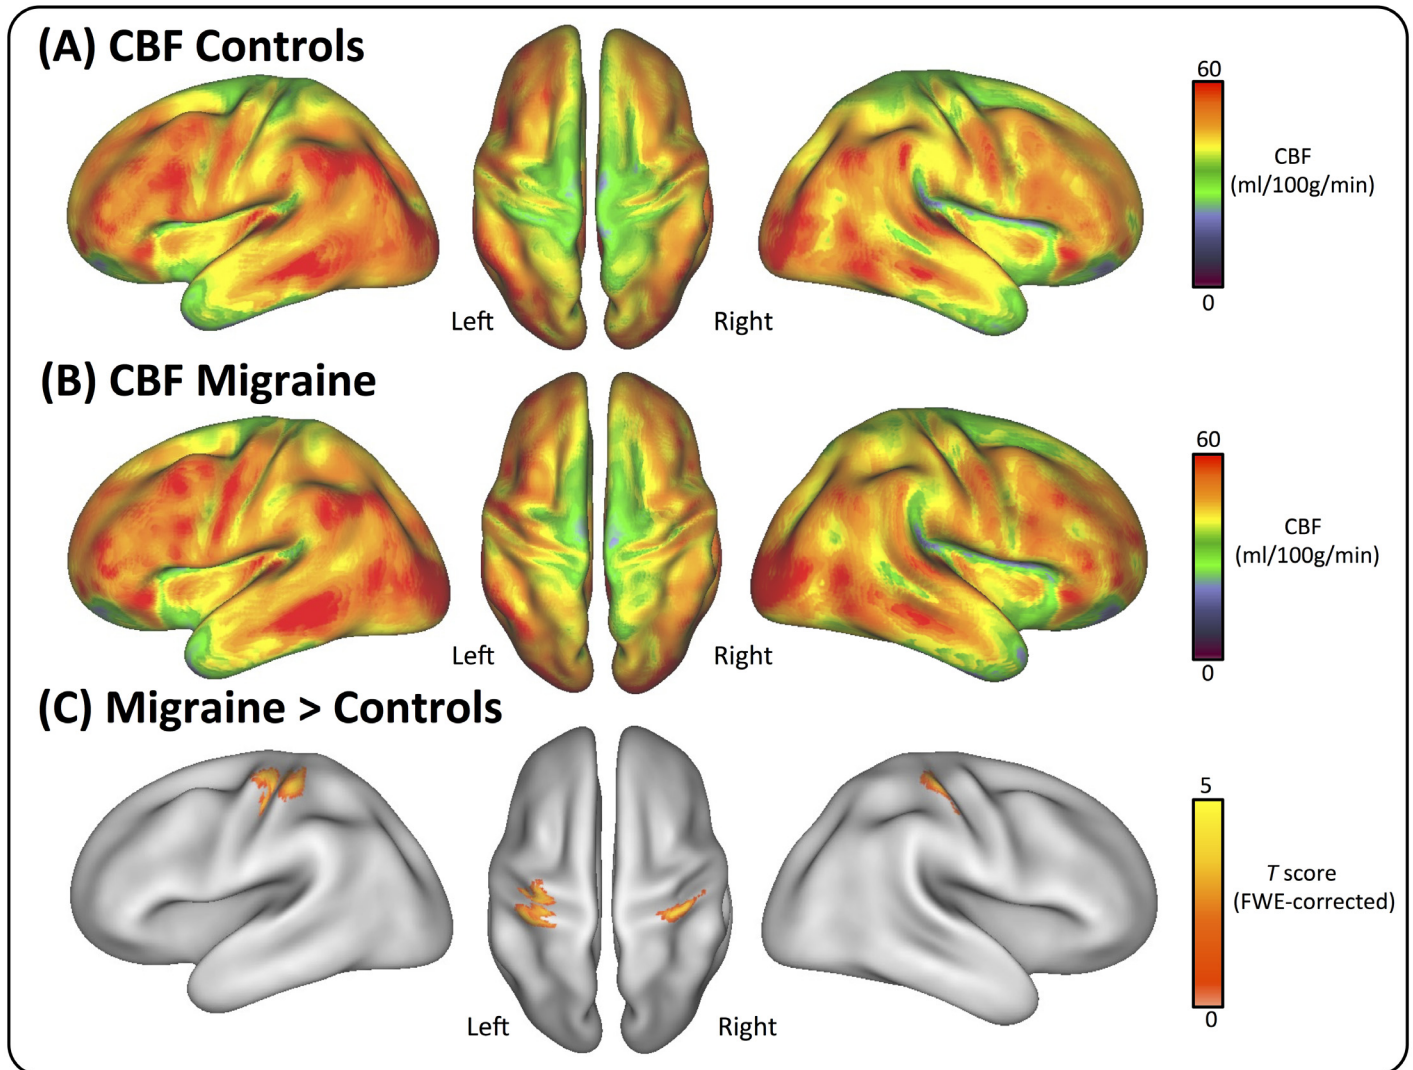 (A) CBF Controls
60
CBF
(ml/100g/min)
0
Left
Right
(B) CBF Migraine
60
CBF
(ml/100g/min)
0
Left
Right
(C) Migraine > Controls
5
T score
(FWE-corrected)
0
Left
Right